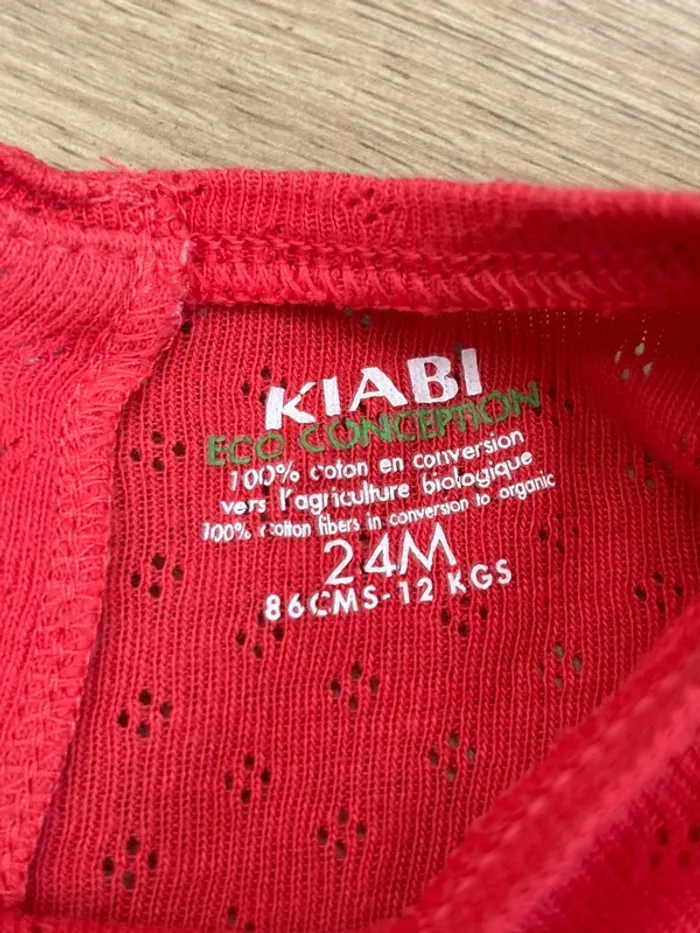 KIABI
ECO CONCEPTION
100% coton en conversion
vers l'agriculture biologique
100% cotton fibers in conversion to organic
24M
86CMS-12 KGS